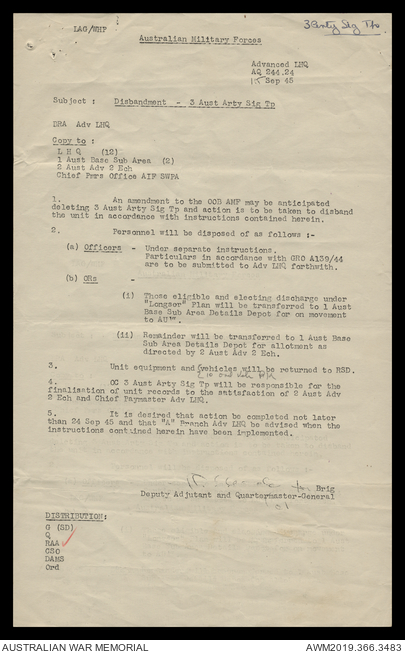 LAG/WHP
3 Arty Sig Tp
Australian Military Forces
Advanced LHQ
AQ 244.24
15 Sep 45
Subject : Disbandment - 3 Aust Arty Sig Tp
BRA Adv LHQ
Copy to :
L H Q (12)
1 Aust Base Sub Area (2)
2 Aust Adv 2 Ech
Chief Pmrs Office AIF SWPA
1. An amendment to the OOB AMF may be anticipated
deleting 3 Aust Arty Sig Tp and action is to be taken to disband
the unit in accordance with instructions contained herein.
2. Personnel will be disposed of as follows :-
(a) Officers - Under separate instructions.
Particulars in accordance with GRO A139/44
are to be submitted to Adv LHQ forthwith.
(b) ORs -
(i) Those eligible and electing discharge under
"Longser" Plan will be transferred to 1 Aust
Base Sub Area Details Depot for on movement
to AUST.
(ii) Remainder will be transferred to 1 Aust Base
Sub Area Details Depot for allotment as
directed by 2 Aust Adv 2 Ech.
3. Unit equipment and vehicles will be returned to RSD.
4. OC 3 Aust Arty Sig Tp will be responsible for the
finalisation of unit records to the satisfaction of 2 Aust Adv
2 Ech and Chief Paymaster Adv LHQ.
5. It is desired that action be completed not later
than 24 Sep 45 and that "A" Branch Adv LHQ be advised when the
instructions contained herein have been implemented.
Brig
Deputy Adjutant and Quartermaster-General
DISTRIBUTION:
G (SD)
Q
RAA
CSO
DAMS
Ord
AUSTRALIAN WAR MEMORIAL
AWM2019.366.3483